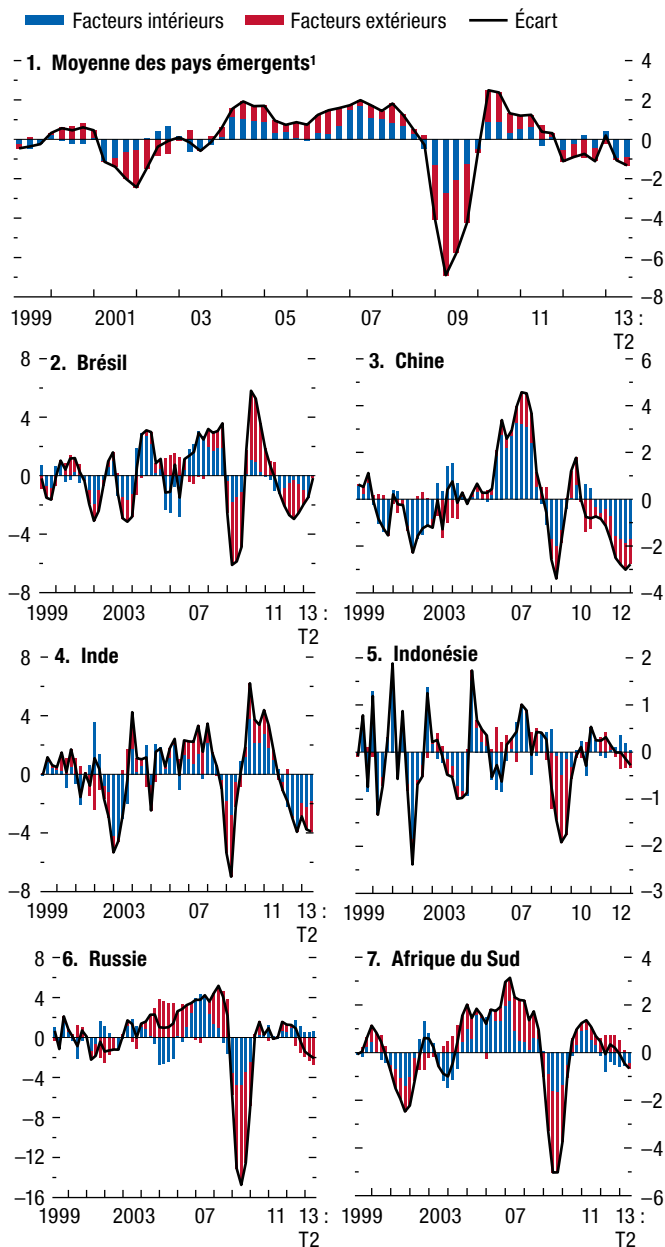 Facteurs intérieurs Facteurs extérieurs Écart
1. Moyenne des pays émergents¹
4
2
0
–2
–4
–6
–8
1999 2001 03 05 07 09 11 13 :
T2
2. Brésil
8
4
0
–4
–8
1999 2003 07 11 13 :
T2
3. Chine
6
4
2
0
–2
–4
1999 2003 07 10 12
4. Inde
8
4
0
–4
–8
1999 2003 07 11 13 :
T2
5. Indonésie
2
1
0
–1
–2
–3
1999 2003 07 10 12
6. Russie
8
4
0
–4
–8
–12
–16
1999 2003 07 11 13 :
T2
7. Afrique du Sud
4
2
0
–2
–4
–6
1999 2003 07 11 13 :
T2